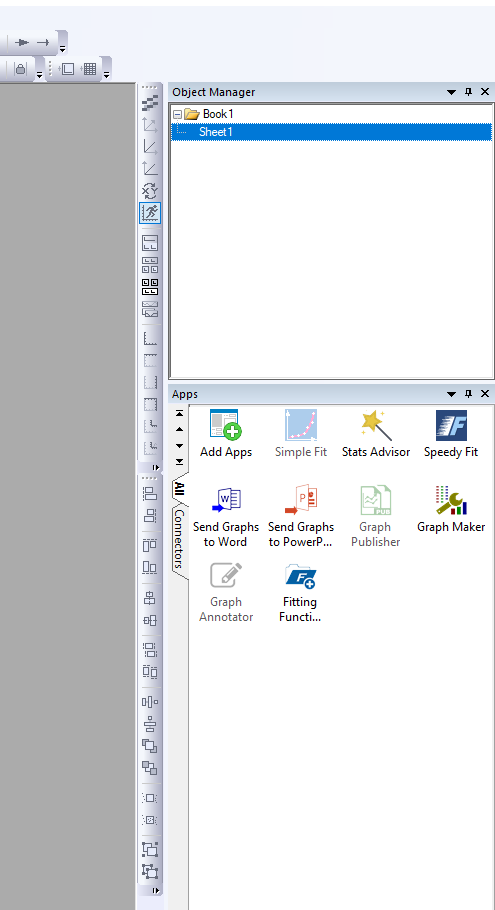 Object Manager
Book1
Sheet1
Apps
Add Apps
Simple Fit
Stats Advisor
Speedy Fit
All
Connectors
Send Graphs
to Word
Send Graphs
to PowerP...
Graph
Publisher
Graph Maker
Graph
Annotator
Fitting
Functi...